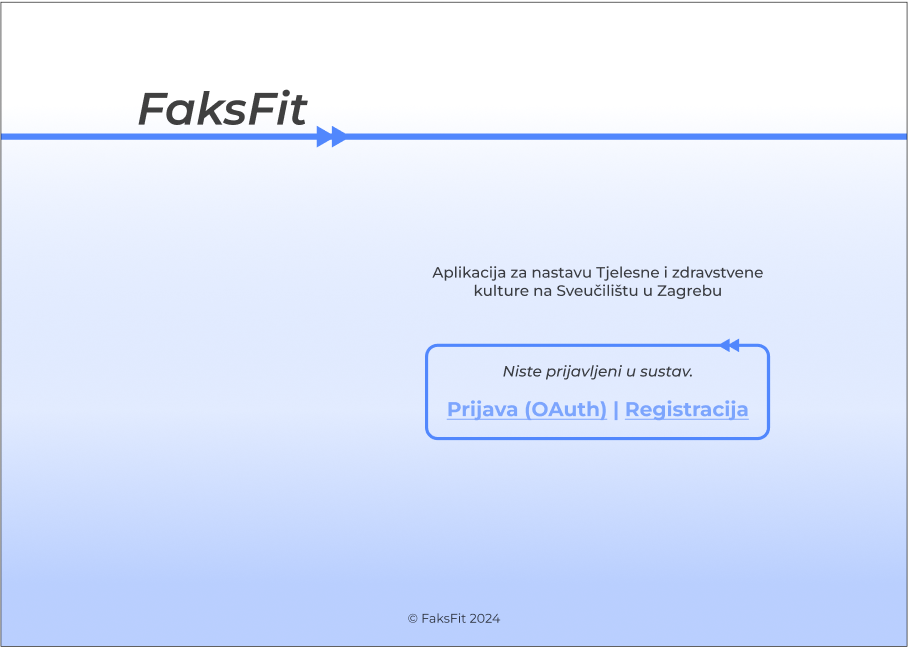 FaksFit
Aplikacija za nastavu Tjelesne i zdravstvene
kulture na Sveučilištu u Zagrebu
Niste prijavljeni u sustav.
Prijava (OAuth) | Registracija
© FaksFit 2024